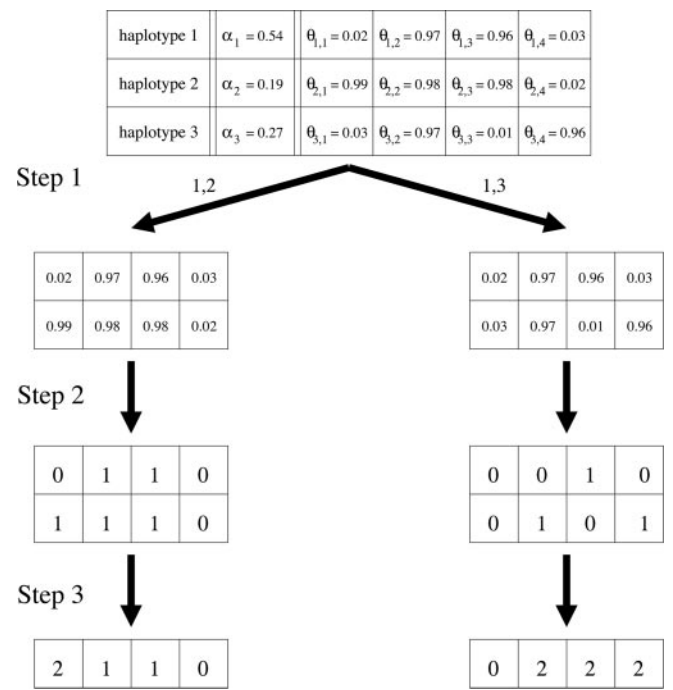 haplotype 1 α1 = 0.54 θ1,1 = 0.02 θ1,2 = 0.97 θ1,3 = 0.96 θ1,4 = 0.03
haplotype 2 α2 = 0.19 θ2,1 = 0.99 θ2,2 = 0.98 θ2,3 = 0.98 θ2,4 = 0.02
haplotype 3 α3 = 0.27 θ3,1 = 0.03 θ3,2 = 0.97 θ3,3 = 0.01 θ3,4 = 0.96
Step 1
1,2 1,3
0.02 0.97 0.96 0.03 0.02 0.97 0.96 0.03
0.99 0.98 0.98 0.02 0.03 0.97 0.01 0.96
Step 2
0 1 1 0 0 0 1 0
1 1 1 0 0 1 0 1
Step 3
2 1 1 0 0 2 2 2